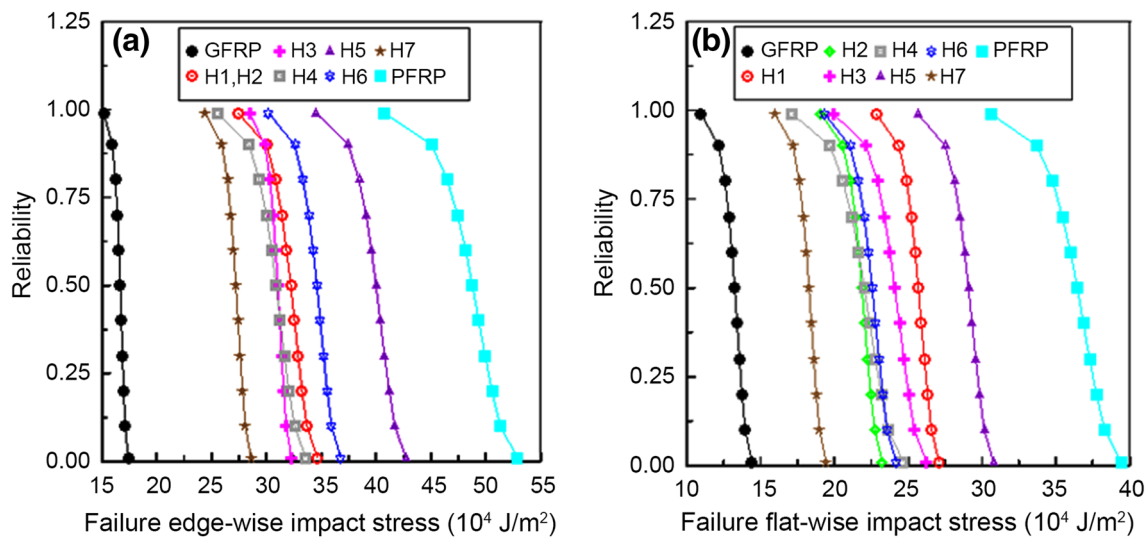 (a)
GFRP H3 H5 H7
H1,H2 H4 H6 PFRP
1.25
1.00
0.75
0.50
0.25
0.00
Reliability
15 20 25 30 35 40 45 50 55
Failure edge-wise impact stress (10⁴ J/m²)
(b)
GFRP H2 H4 H6 PFRP
H1 H3 H5 H7
1.25
1.00
0.75
0.50
0.25
0.00
Reliability
10 15 20 25 30 35 40
Failure flat-wise impact stress (10⁴ J/m²)